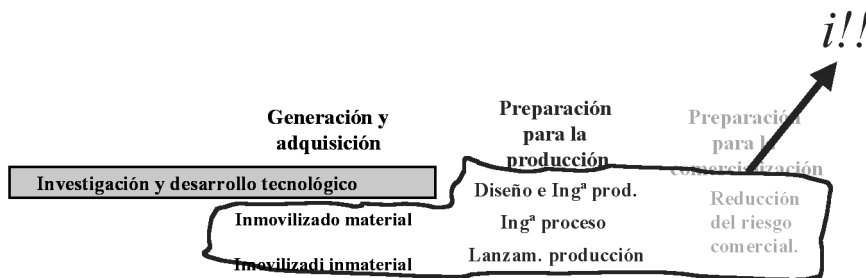 i!!
Generación y
adquisición
Preparación
para la
producción
Preparación
para la
comercialización
Investigación y desarrollo tecnológico
Inmovilizado material
Imovilizadi inmaterial
Diseño e Ingª prod.
Ingª proceso
Lanzam. producción
Reducción
del riesgo
comercial.